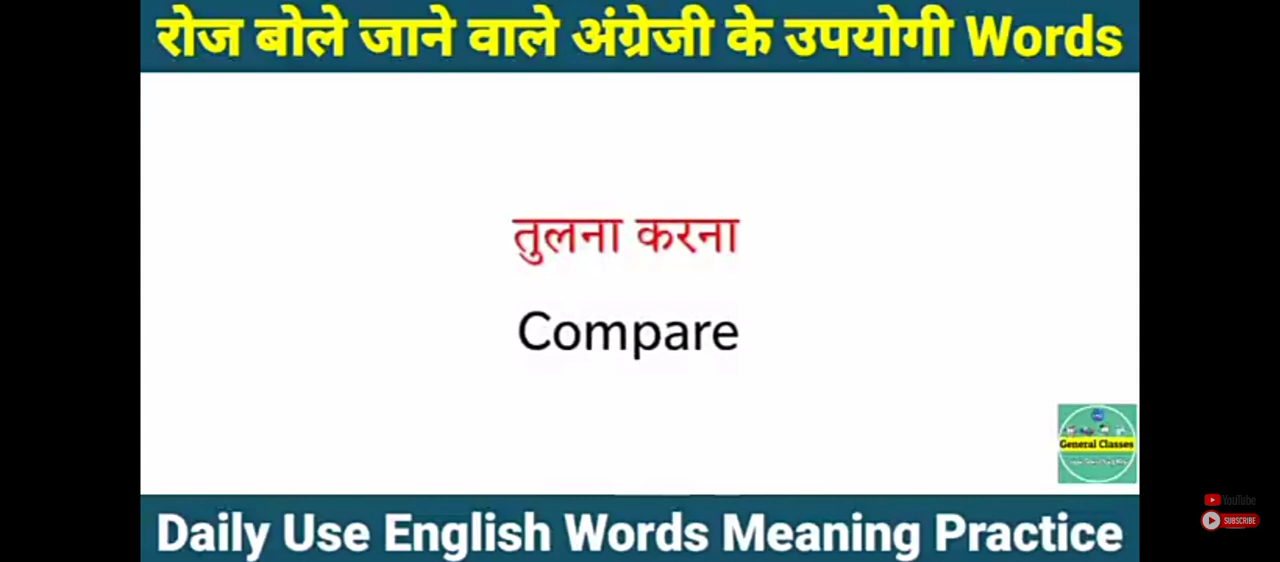 रोज बोले जाने वाले अंग्रेजी के उपयोगी Words
तुलना करना
Compare
General Classes
YouTube
SUBSCRIBE
Daily Use English Words Meaning Practice